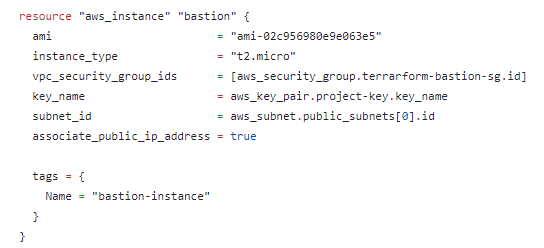 resource "aws_instance" "bastion" {
  ami                         = "ami-02c956980e9e063e5"
  instance_type               = "t2.micro"
  vpc_security_group_ids      = [aws_security_group.terrarform-bastion-sg.id]
  key_name                    = aws_key_pair.project-key.key_name
  subnet_id                   = aws_subnet.public_subnets[0].id
  associate_public_ip_address = true

  tags = {
    Name = "bastion-instance"
  }
}